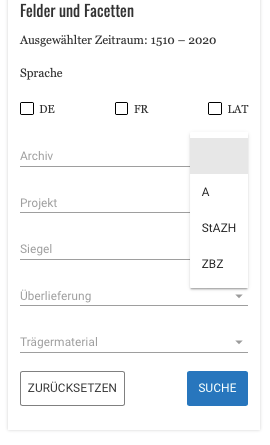 Felder und Facetten
Ausgewählter Zeitraum: 1510 – 2020
Sprache
DE FR LAT
Archiv
A
Projekt
StAZH
Siegel
ZBZ
Überlieferung
Trägermaterial
ZURÜCKSETZEN SUCHE